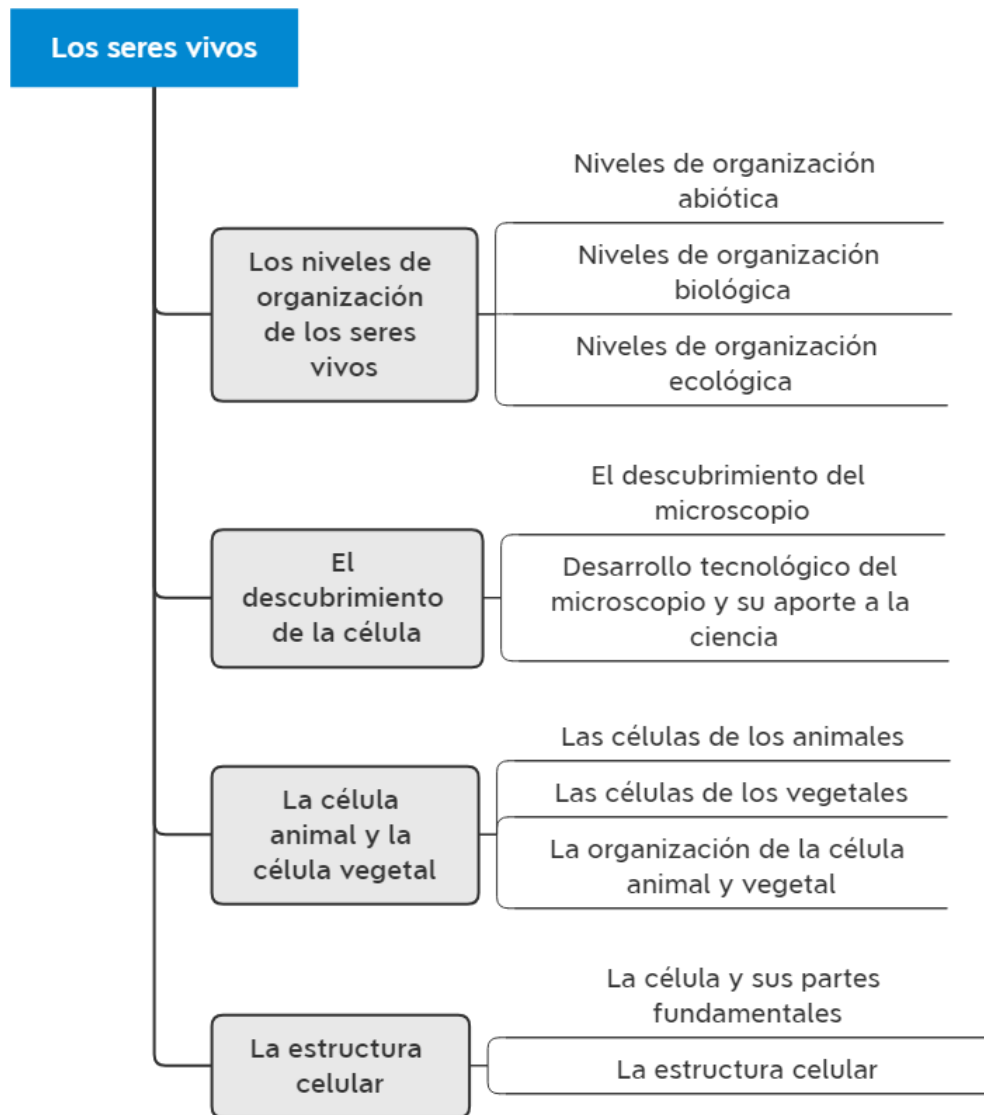 Los seres vivos
Los niveles de
organización
de los seres
vivos
Niveles de organización
abiótica
Niveles de organización
biológica
Niveles de organización
ecológica
El
descubrimiento
de la célula
El descubrimiento del
microscopio
Desarrollo tecnológico del
microscopio y su aporte a la
ciencia
La célula
animal y la
célula vegetal
Las células de los animales
Las células de los vegetales
La organización de la célula
animal y vegetal
La estructura
celular
La célula y sus partes
fundamentales
La estructura celular